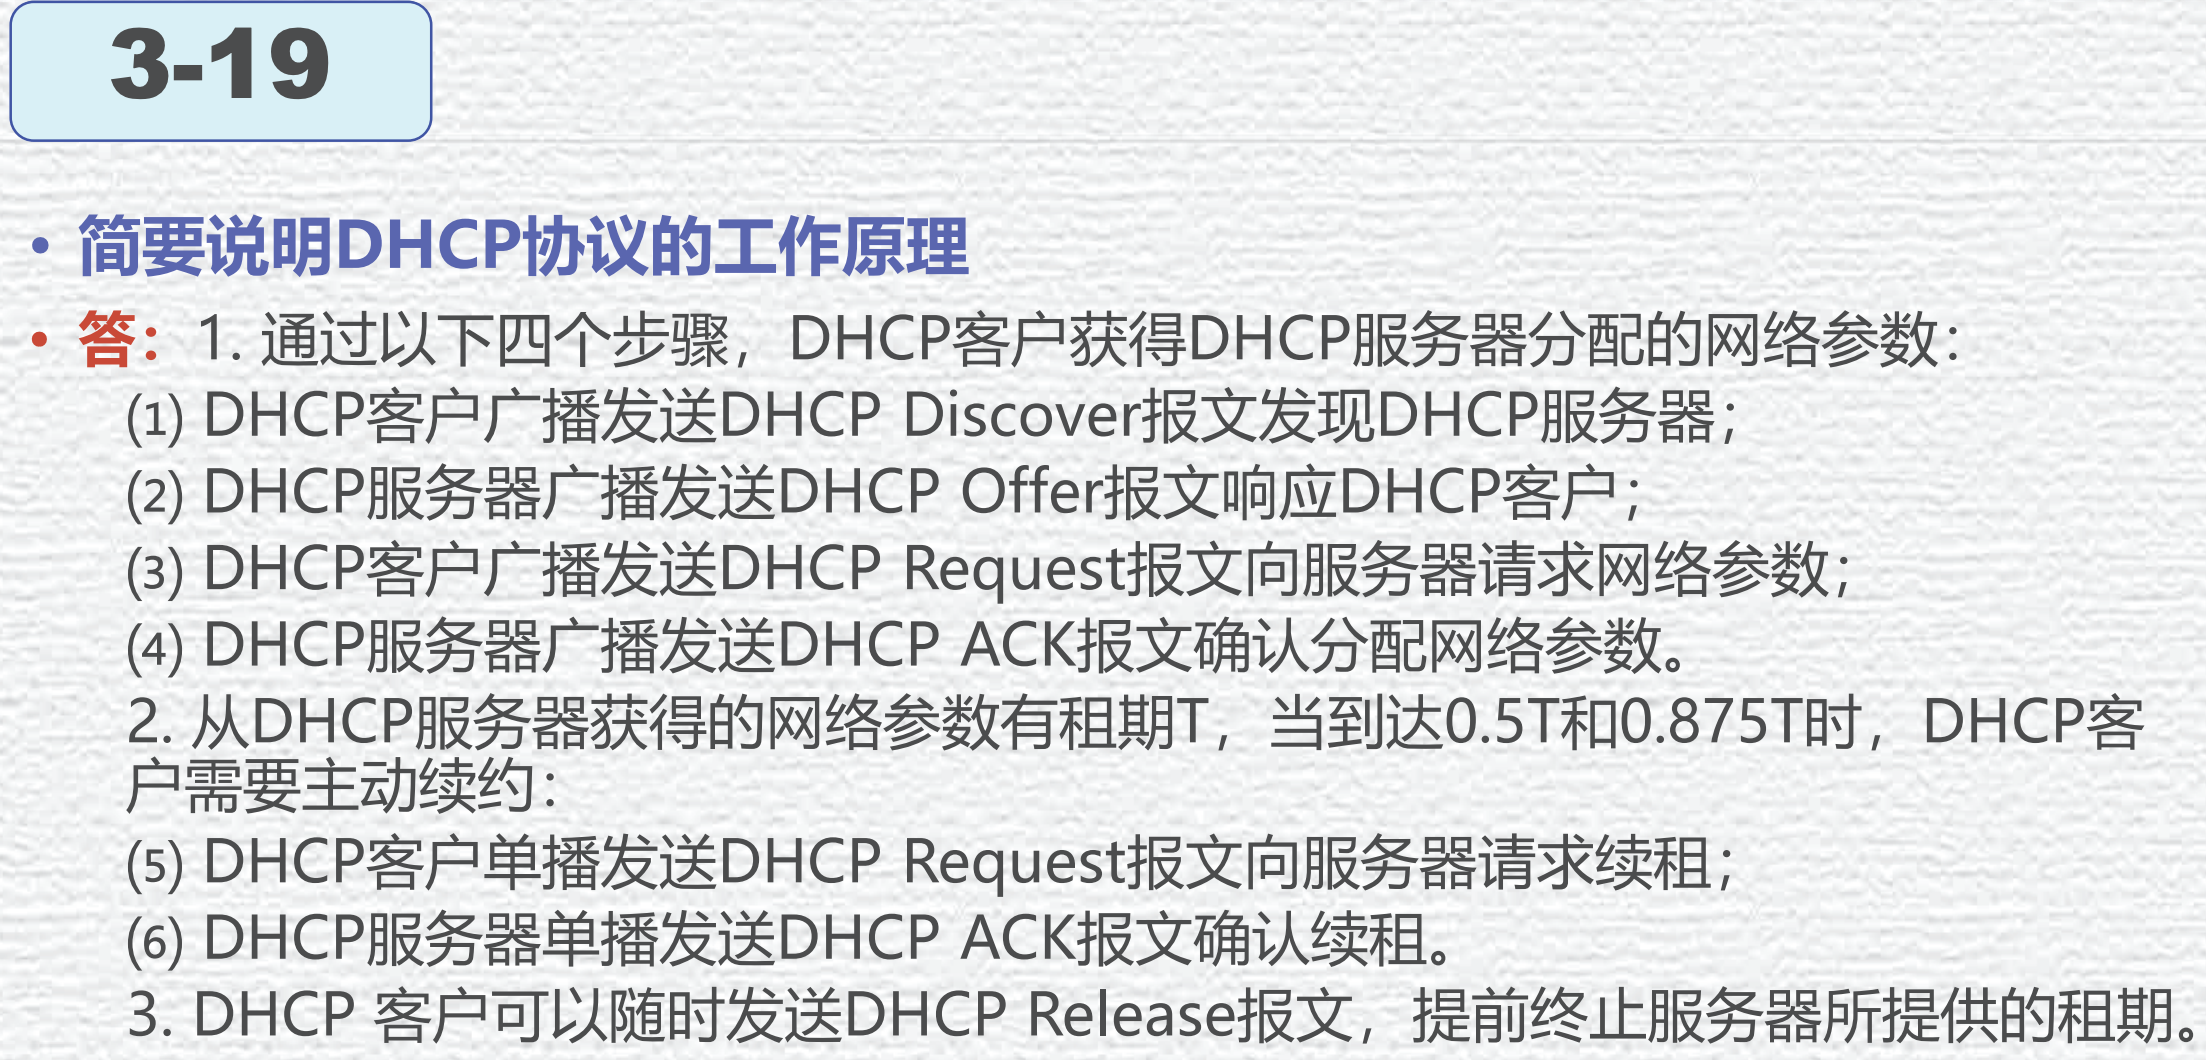 3-19
• 简要说明DHCP协议的工作原理
• 答：1. 通过以下四个步骤，DHCP客户获得DHCP服务器分配的网络参数：
(1) DHCP客户广播发送DHCP Discover报文发现DHCP服务器；
(2) DHCP服务器广播发送DHCP Offer报文响应DHCP客户；
(3) DHCP客户广播发送DHCP Request报文向服务器请求网络参数；
(4) DHCP服务器广播发送DHCP ACK报文确认分配网络参数。
2. 从DHCP服务器获得的网络参数有租期T，当到达0.5T和0.875T时，DHCP客
户需要主动续约：
(5) DHCP客户单播发送DHCP Request报文向服务器请求续租；
(6) DHCP服务器单播发送DHCP ACK报文确认续租。
3. DHCP 客户可以随时发送DHCP Release报文，提前终止服务器所提供的租期。